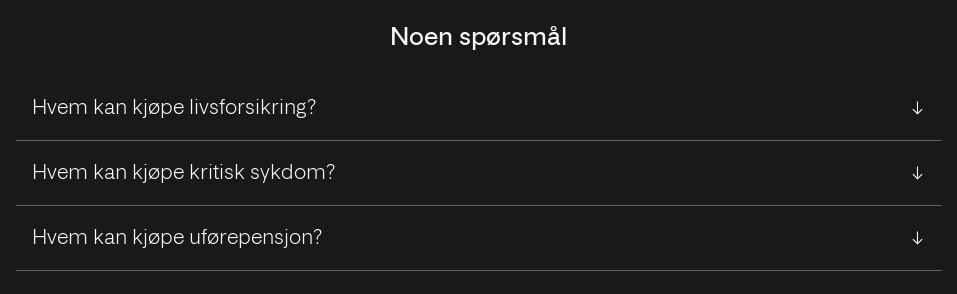 Noen spørsmål
Hvem kan kjøpe livsforsikring?
Hvem kan kjøpe kritisk sykdom?
Hvem kan kjøpe uførepensjon?